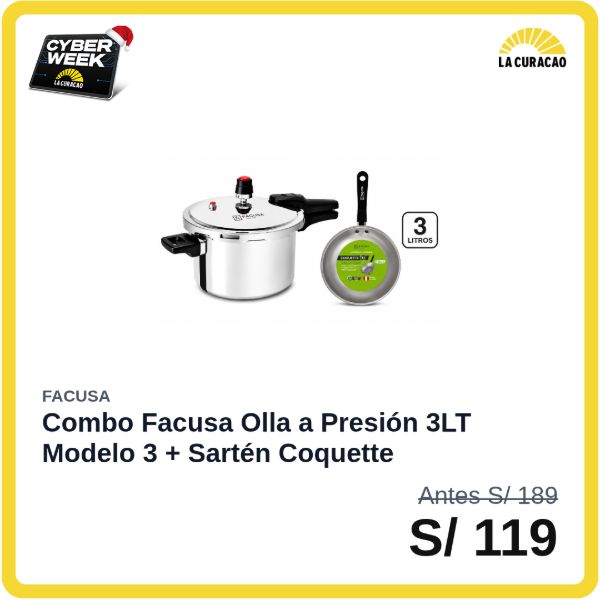 CYBER
WEEK
LA CURACAO
LA CURACAO
FACUSA
3
LITROS
FACUSA
Combo Facusa Olla a Presión 3LT
Modelo 3 + Sartén Coquette
Antes S/ 189
S/ 119